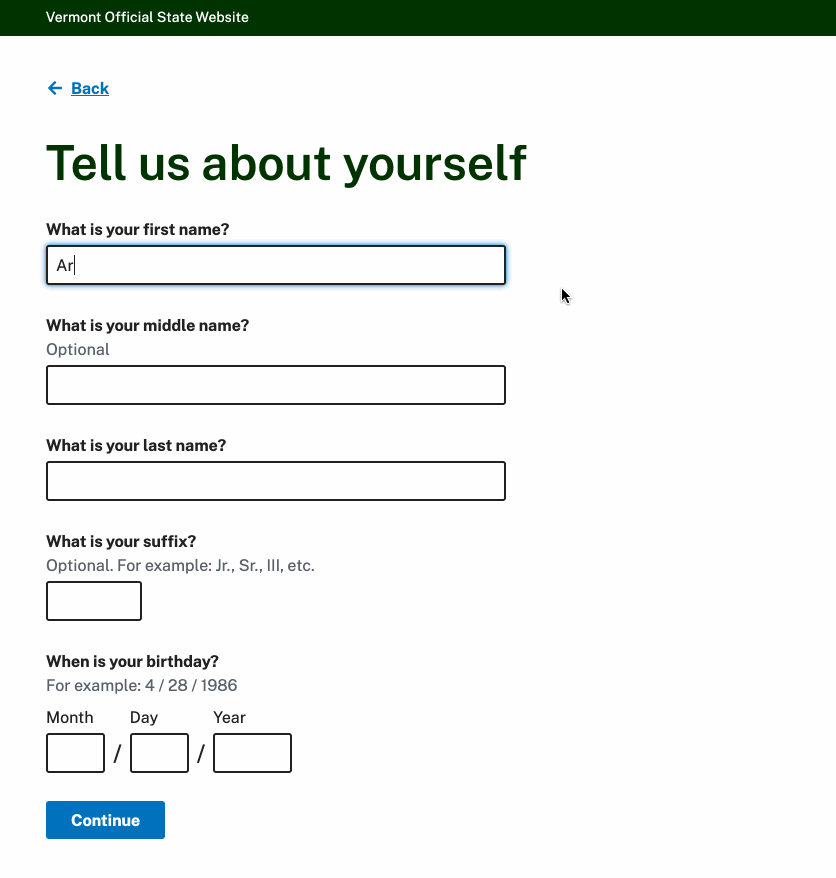 Vermont Official State Website
← Back
Tell us about yourself
What is your first name?
Ar
What is your middle name?
Optional
What is your last name?
What is your suffix?
Optional. For example: Jr., Sr., III, etc.
When is your birthday?
For example: 4 / 28 / 1986
Month Day Year
/ /
Continue